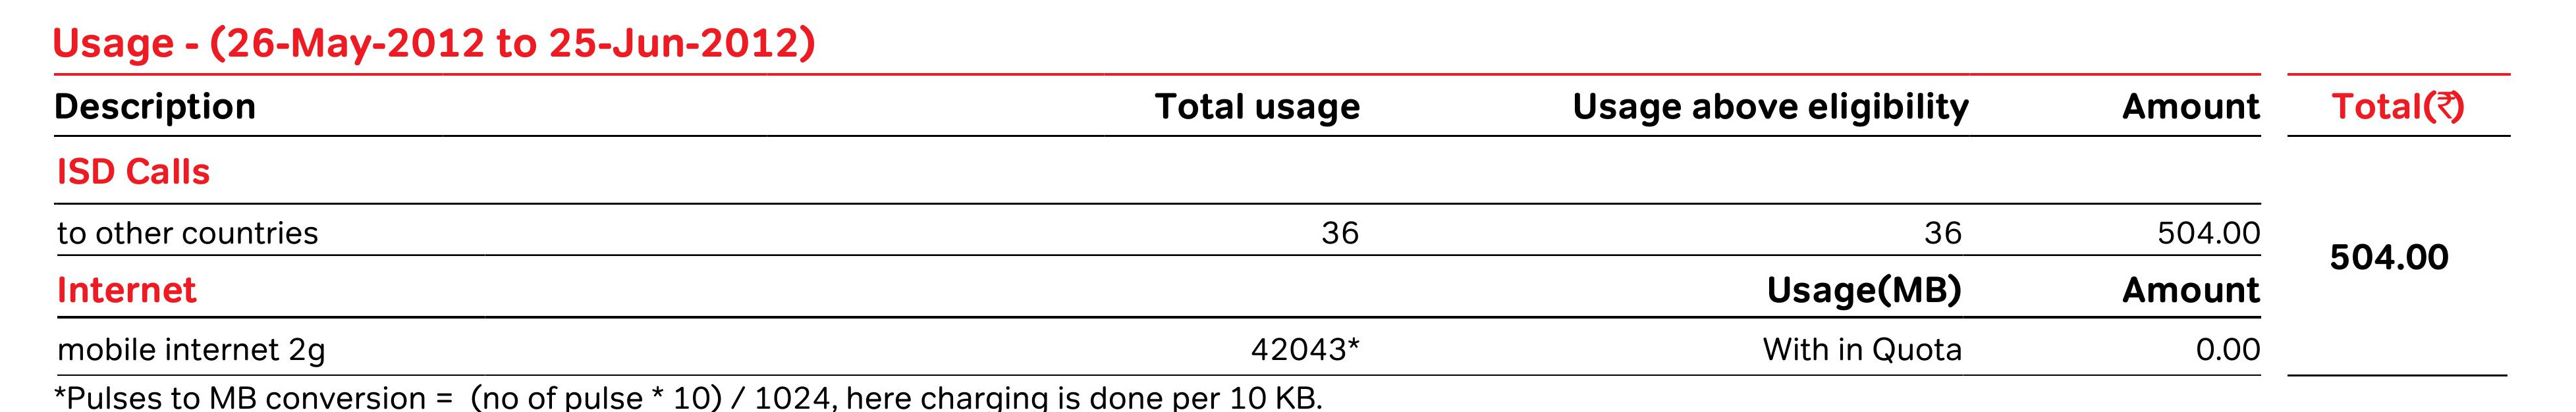 Usage - (26-May-2012 to 25-Jun-2012)
Description Total usage Usage above eligibility Amount Total(₹)
ISD Calls
to other countries 36 36 504.00
504.00
Internet Usage(MB) Amount
mobile internet 2g 42043* With in Quota 0.00
*Pulses to MB conversion = (no of pulse * 10) / 1024, here charging is done per 10 KB.